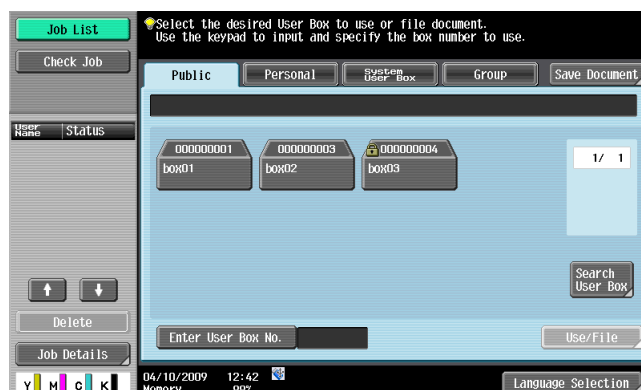 Job List
Check Job
User Name Status
Delete
Job Details
Y M C K
Select the desired User Box to use or file document.
Use the keypad to input and specify the box number to use.
Public Personal System User Box Group Save Document
000000001 000000003 000000004
box01 box02 box03
1/ 1
Search
User Box
Enter User Box No.
Use/File
04/10/2009 12:42
Memory 99%
Language Selection